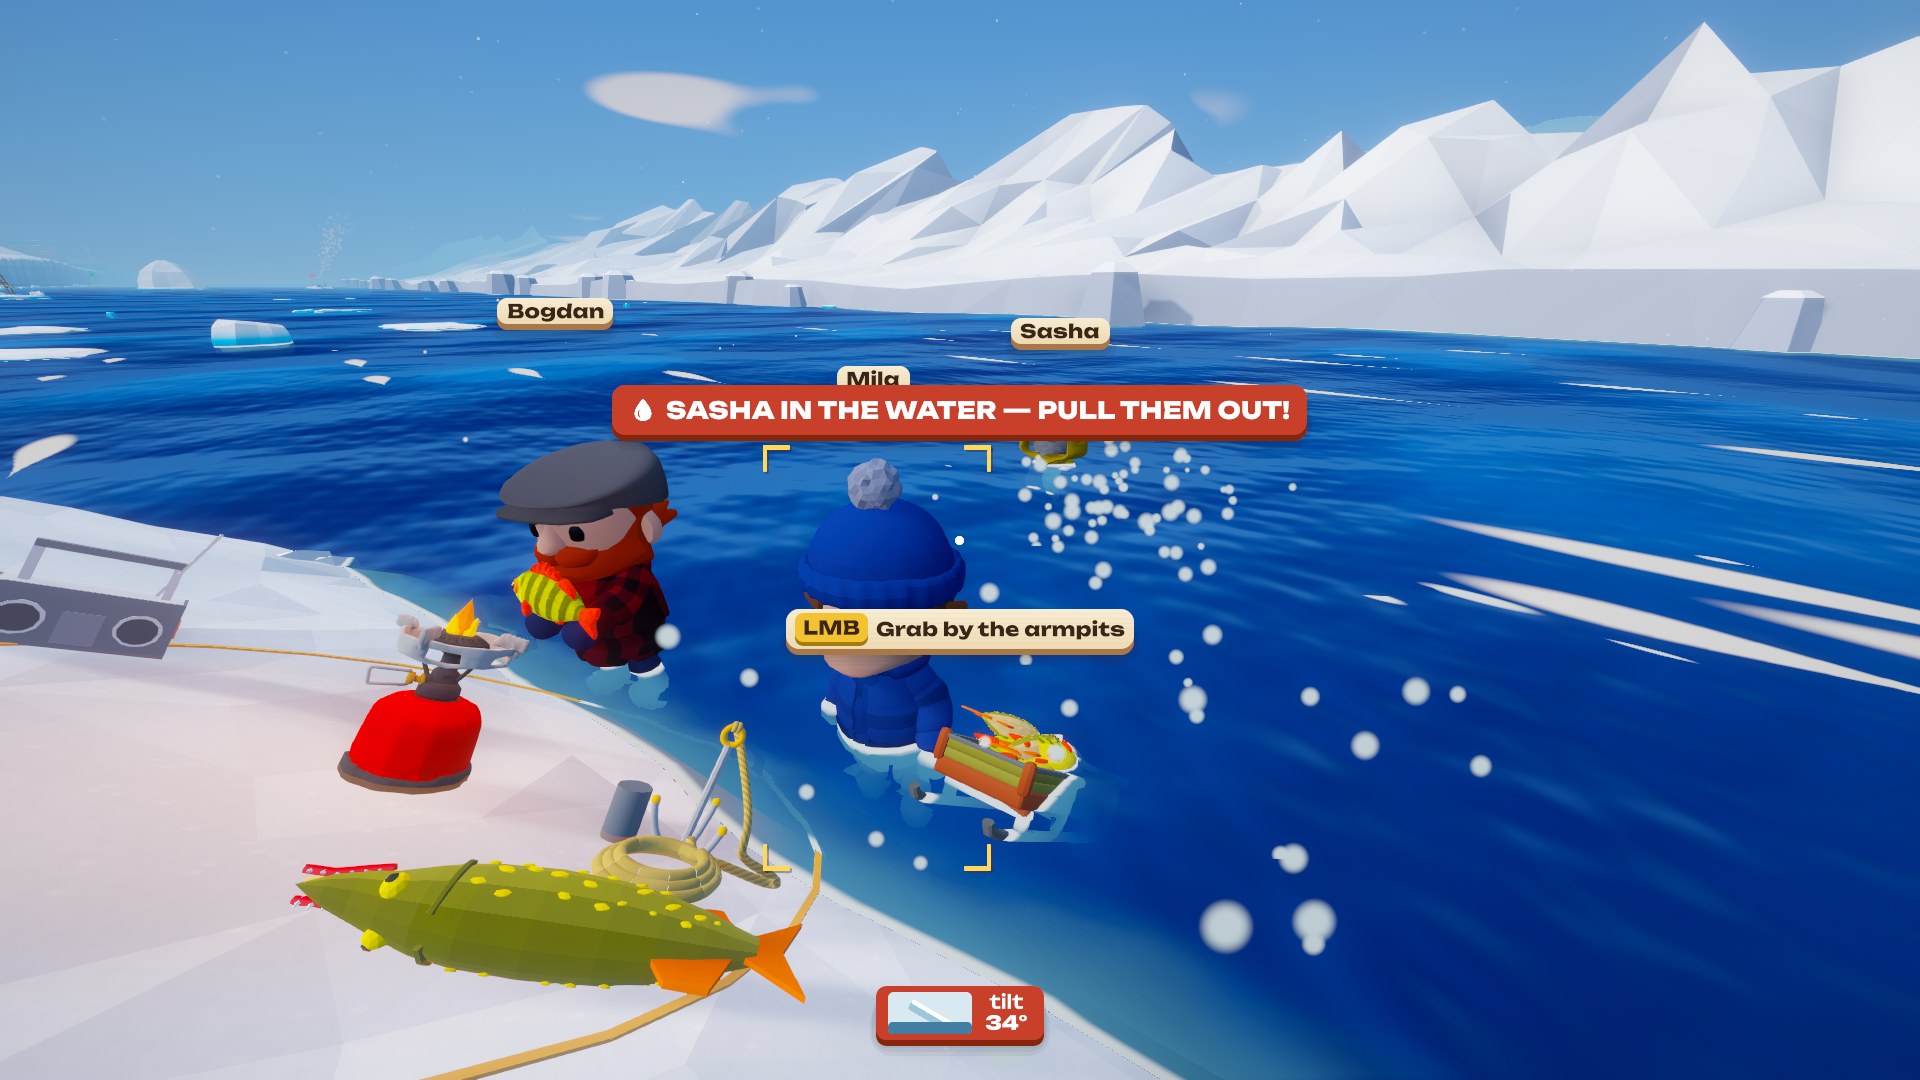 Bogdan
Sasha
Mila
SASHA IN THE WATER — PULL THEM OUT!
LMB Grab by the armpits
tilt
34°